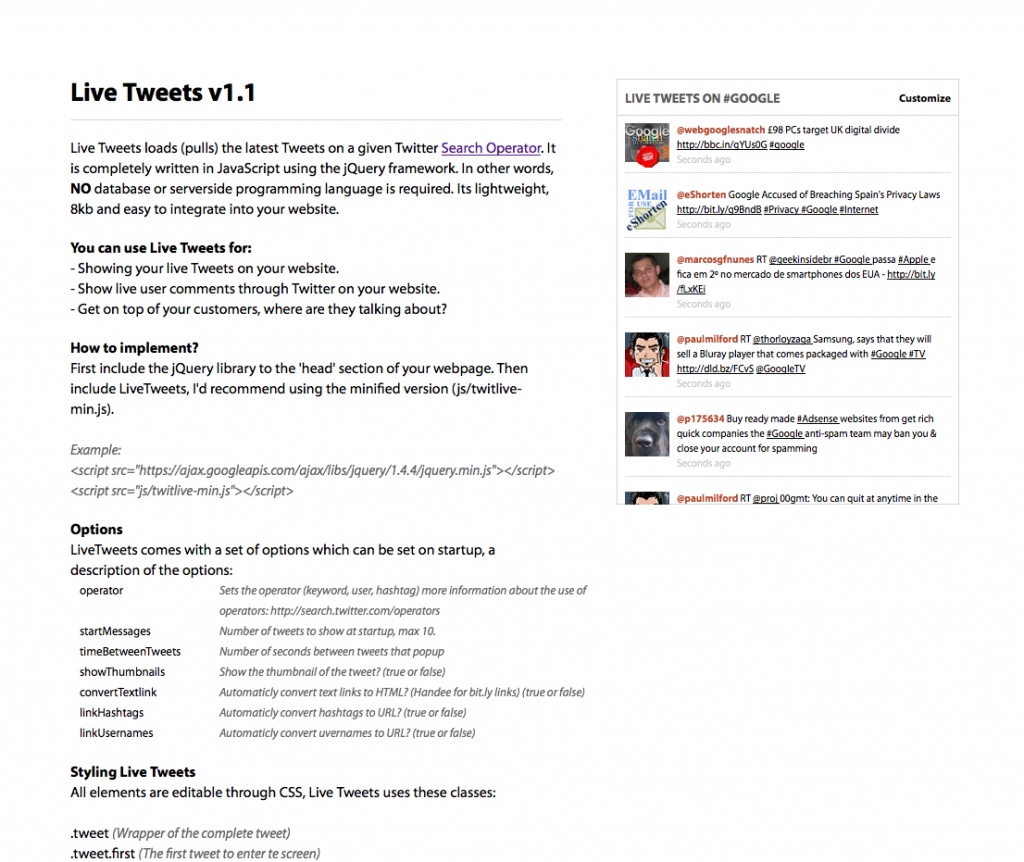 Live Tweets v1.1
Live Tweets loads (pulls) the latest Tweets on a given Twitter Search Operator. It
is completely written in JavaScript using the jQuery framework. In other words,
NO database or serverside programming language is required. Its lightweight,
8kb and easy to integrate into your website.
You can use Live Tweets for:
- Showing your live Tweets on your website.
- Show live user comments through Twitter on your website.
- Get on top of your customers, where are they talking about?
How to implement?
First include the jQuery library to the 'head' section of your webpage. Then
include LiveTweets, I'd recommend using the minified version (js/twitlive-
min.js).
Example:
<script src="https://ajax.googleapis.com/ajax/libs/jquery/1.4.4/jquery.min.js"></script>
<script src="js/twitlive-min.js"></script>
Options
LiveTweets comes with a set of options which can be set on startup, a
description of the options:
operator Sets the operator (keyword, user, hashtag) more information about the use of
operators: http://search.twitter.com/operators
startMessages Number of tweets to show at startup, max 10.
timeBetweenTweets Number of seconds between tweets that popup
showThumbnails Show the thumbnail of the tweet? (true or false)
convertTextlink Automaticly convert text links to HTML? (Handee for bit.ly links) (true or false)
linkHashtags Automaticly convert hashtags to URL? (true or false)
linkUsernames Automaticly convert uvernames to URL? (true or false)
Styling Live Tweets
All elements are editable through CSS, Live Tweets uses these classes:
.tweet (Wrapper of the complete tweet)
.tweet.first (The first tweet to enter te screen)
LIVE TWEETS ON #GOOGLE Customize
Google
snatch
@webgooglesnatch £98 PCs target UK digital divide
http://bbc.in/qYUs0G #google
Seconds ago
EMail
FOR USE
eShorten
@eShorten Google Accused of Breaching Spain's Privacy Laws
http://bit.ly/g9BndB #Privacy #Google #Internet
Seconds ago
@marcosgfnunes RT @geekinsidebr #Google passa #Apple e
fica em 2º no mercado de smartphones dos EUA - http://bit.ly
/fLxKEi
Seconds ago
@paulmilford RT @thorloyzaga Samsung, says that they will
sell a Bluray player that comes packaged with #Google #TV
http://dld.bz/FCvS @GoogleTV
Seconds ago
@p175634 Buy ready made #Adsense websites from get rich
quick companies the #Google anti-spam team may ban you &
close your account for spamming
Seconds ago
@paulmilford RT @proj 00gmt: You can quit at anytime in the